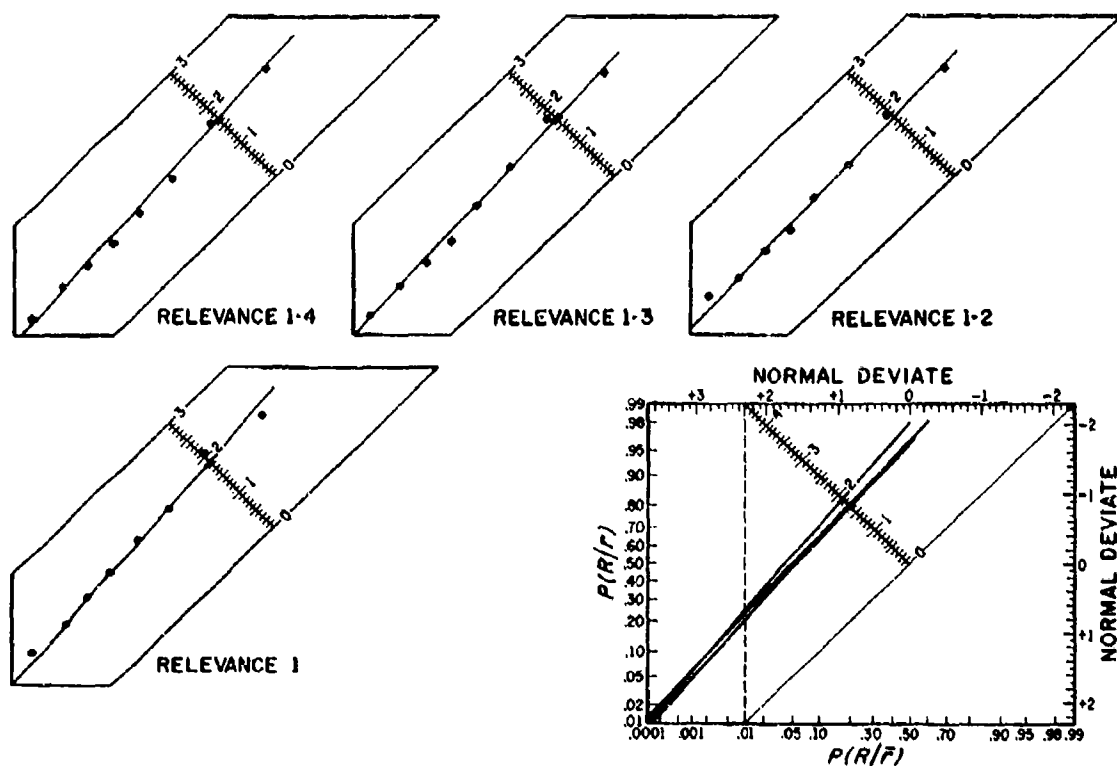 3 2 1 0
RELEVANCE 1-4
3 2 1 0
RELEVANCE 1-3
3 2 1 0
RELEVANCE 1-2
3 2 1 0
RELEVANCE 1
NORMAL DEVIATE
+3 +2 +1 0 -1 -2
4 3 2 1 0
.99
.98
.95
.90
.80
.70
.60
.50
.40
.30
.20
.10
.05
.02
.01
P(R/r)
-2
-1
0
+1
+2
NORMAL DEVIATE
.0001 .001 .01 .05 .10 .30 .50 .70 .90 .95 .98 .99
P(R/r̄)